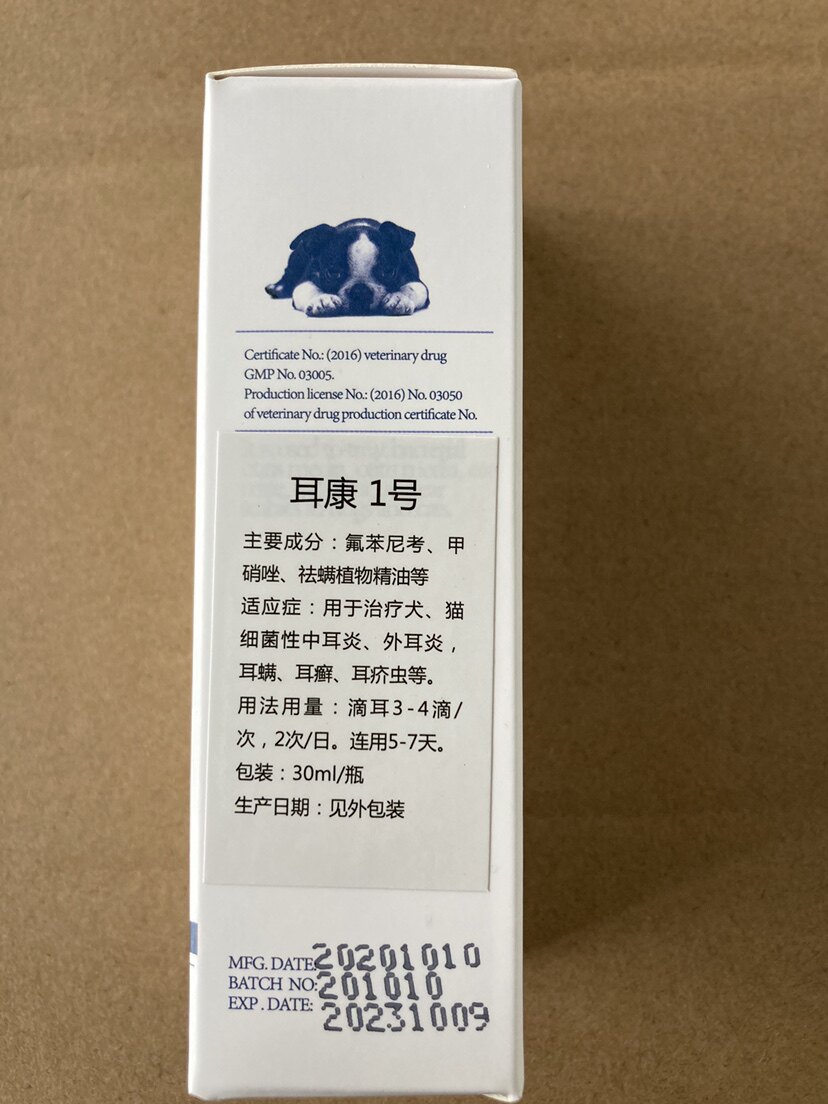 Certificate No.: (2016) veterinary drug
GMP No. 03005.
Production license No.: (2016) No. 03050
of veterinary drug production certificate No.
耳康 1号
主要成分：氟苯尼考、甲
硝唑、祛螨植物精油等
适应症：用于治疗犬、猫
细菌性中耳炎、外耳炎，
耳螨、耳癣、耳疥虫等。
用法用量：滴耳3-4滴/
次，2次/日。连用5-7天。
包装：30ml/瓶
生产日期：见外包装
MFG. DATE: 20201010
BATCH NO: 201010
EXP. DATE: 20231009